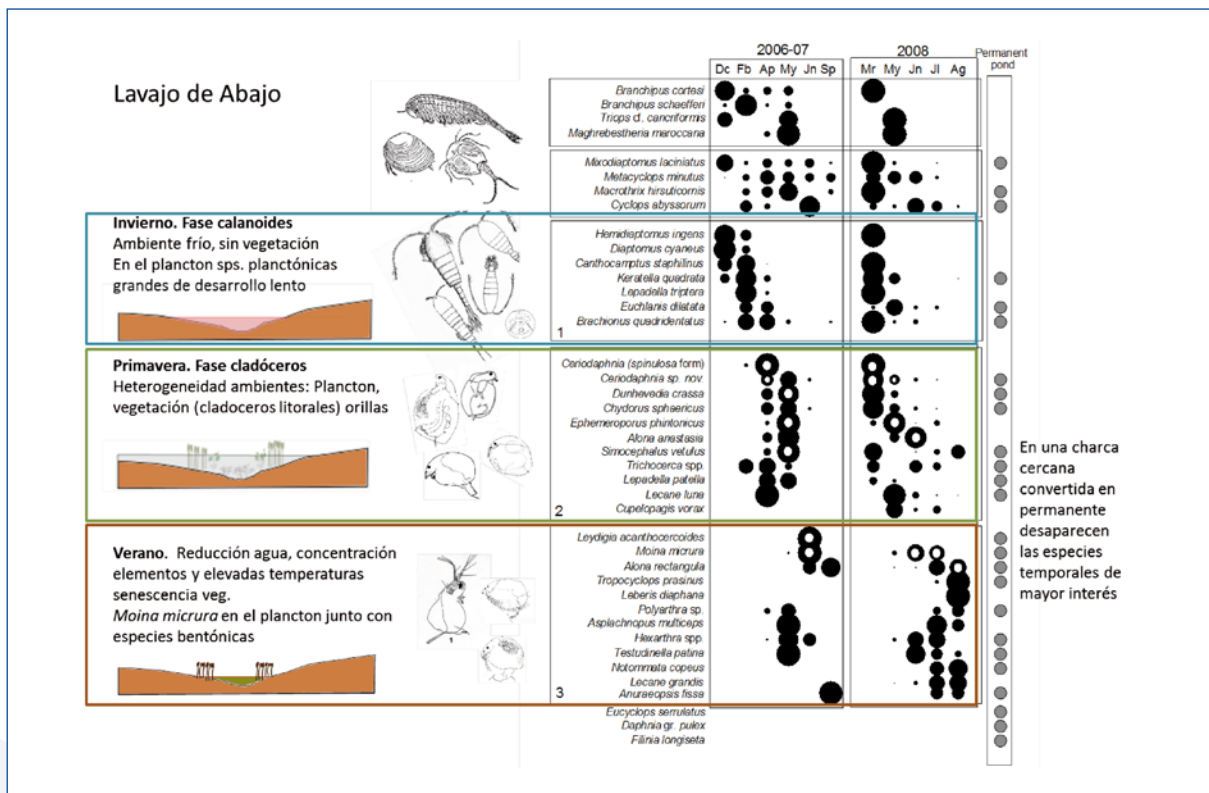 Lavajo de Abajo
2006-07
2008
Permanent
pond
Dc Fb Ap My Jn Sp
Mr My Jn Jl Ag
Branchipus cortesi
Branchipus schaefferi
Triops cf. cancriformis
Maghrebestheria maroccana
Mixodiaptomus laciniatus
Metacyclops minutus
Macrothrix hirsuticornis
Cyclops abyssorum
Invierno. Fase calanoides
Ambiente frío, sin vegetación
En el plancton sps. planctónicas
grandes de desarrollo lento
Hemidiaptomus ingens
Diaptomus cyaneus
Canthocamptus staphilinus
Keratella quadrata
Lepadella triptera
Euchlanis dilatata
Brachionus quadridentatus
1
Primavera. Fase cladóceros
Heterogeneidad ambientes: Plancton,
vegetación (cladoceros litorales) orillas
Ceriodaphnia (spinulosa form)
Ceriodaphnia sp. nov.
Dunhevedia crassa
Chydorus sphaericus
Ephemeroporus phintonicus
Alona anastasia
Simocephalus vetulus
Trichocerca spp.
Lepadella patella
Lecane luna
Cupelopagis vorax
2
Verano. Reducción agua, concentración
elementos y elevadas temperaturas
senescencia veg.
Moina micrura en el plancton junto con
especies bentónicas
1
Leydigia acanthocercoides
Moina micrura
Alona rectangula
Tropocyclops prasinus
Leberis diaphana
Polyarthra sp.
Asplachnopus multiceps
Hexarthra spp.
Testudinella patina
Notommata copeus
Lecane grandis
Anuraeopsis fissa
3
Eucyclops serrulatus
Daphnia gr. pulex
Filinia longiseta
En una charca
cercana
convertida en
permanente
desaparecen
las especies
temporales de
mayor interés